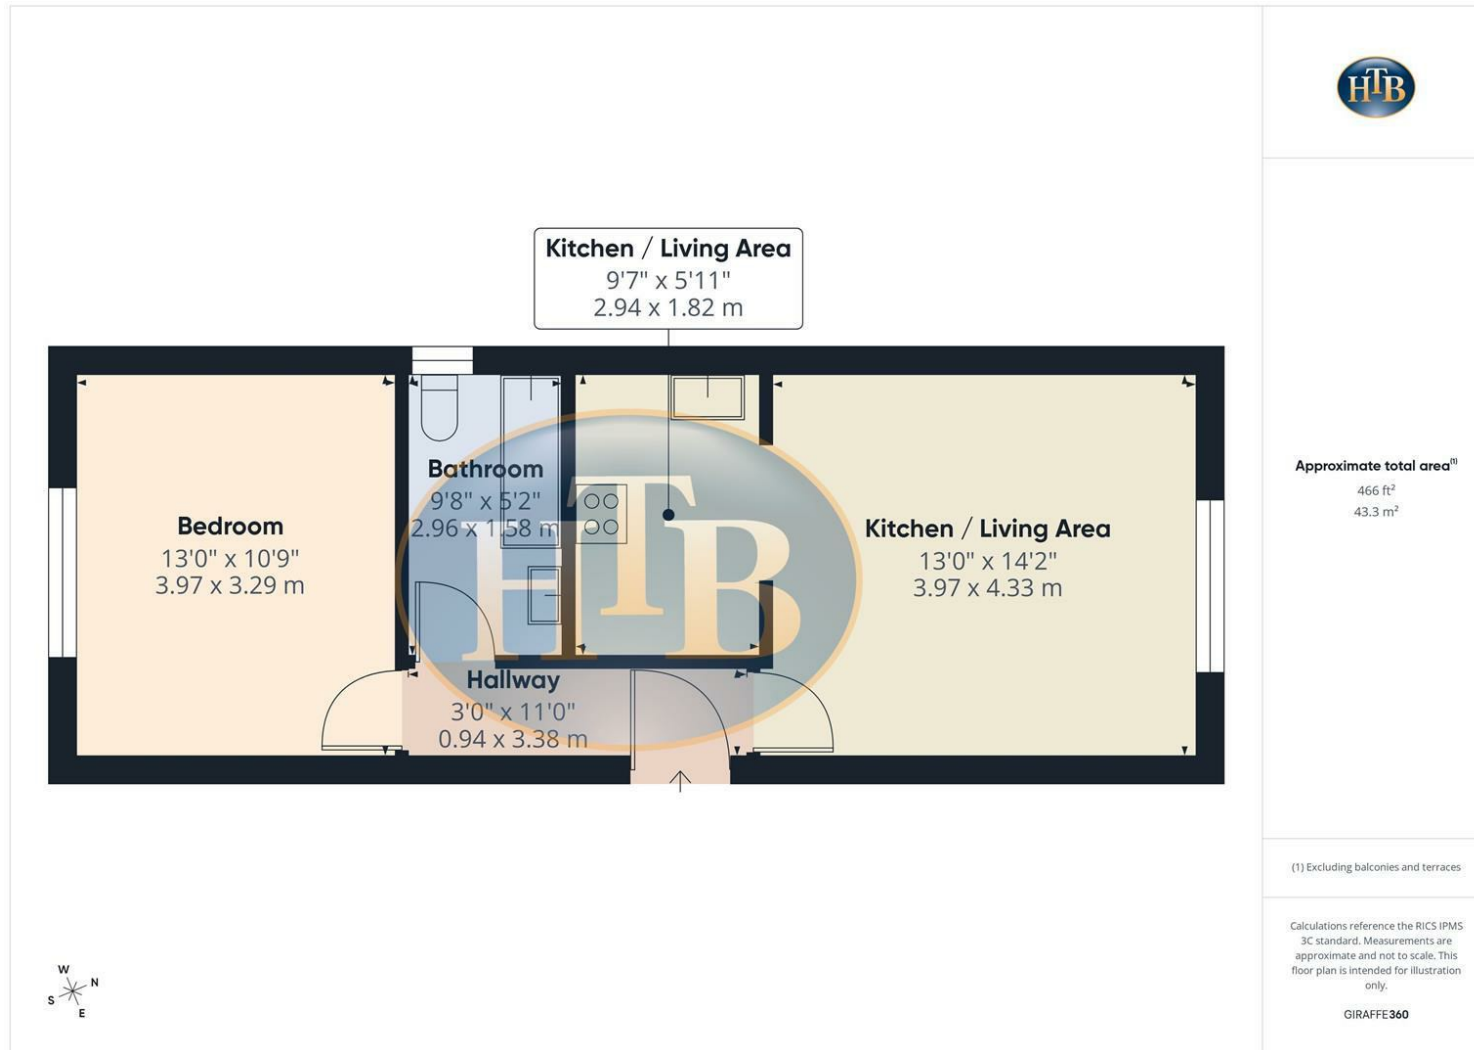 HTB
Kitchen / Living Area
9'7" x 5'11"
2.94 x 1.82 m
Bathroom
9'8" x 5'2"
2.96 x 1.58 m
Bedroom
13'0" x 10'9"
3.97 x 3.29 m
Kitchen / Living Area
13'0" x 14'2"
3.97 x 4.33 m
HTB
Hallway
3'0" x 11'0"
0.94 x 3.38 m
Approximate total area(1)
466 ft²
43.3 m²
(1) Excluding balconies and terraces
Calculations reference the RICS IPMS
3C standard. Measurements are
approximate and not to scale. This
floor plan is intended for illustration
only.
GIRAFFE360
W
N
S
E